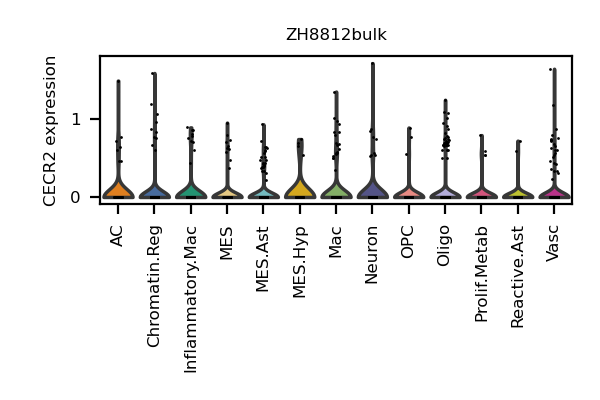 ZH8812bulk
CECR2 expression
1
0
AC
Chromatin.Reg
Inflammatory.Mac
MES
MES.Ast
MES.Hyp
Mac
Neuron
OPC
Oligo
Prolif.Metab
Reactive.Ast
Vasc